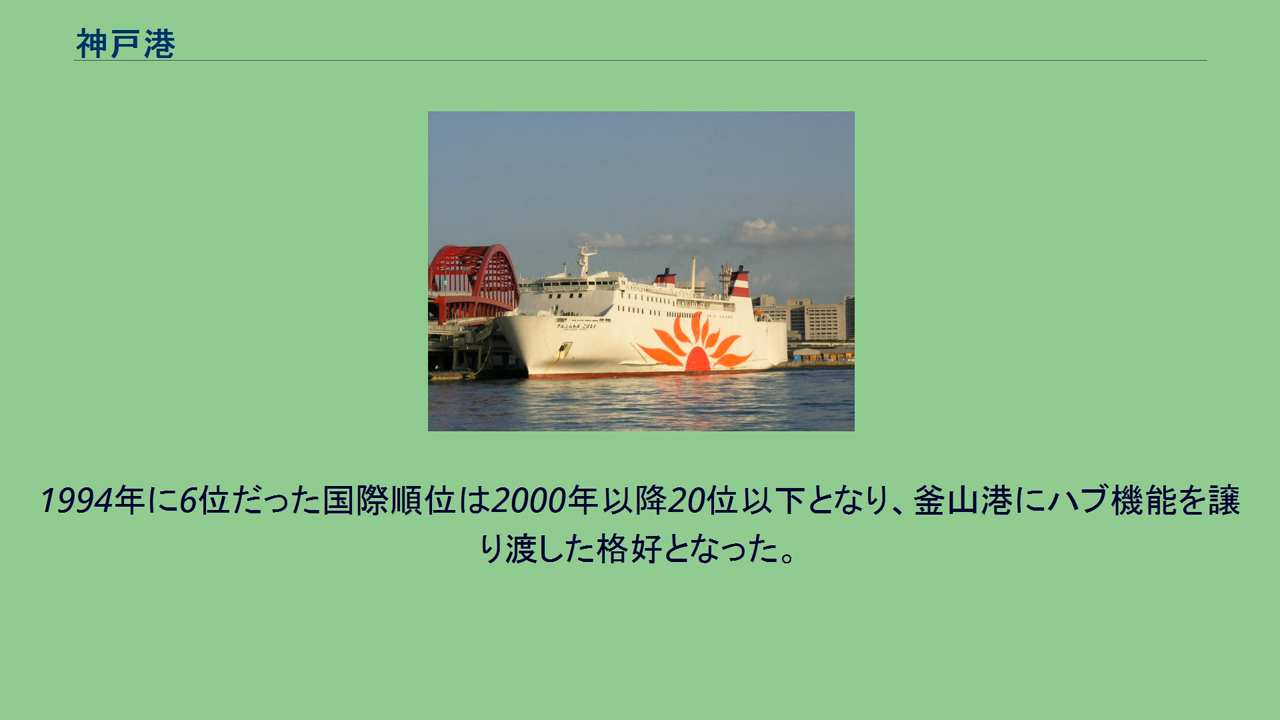 神戸港
1994年に6位だった国際順位は2000年以降20位以下となり、釜山港にハブ機能を譲
り渡した格好となった。